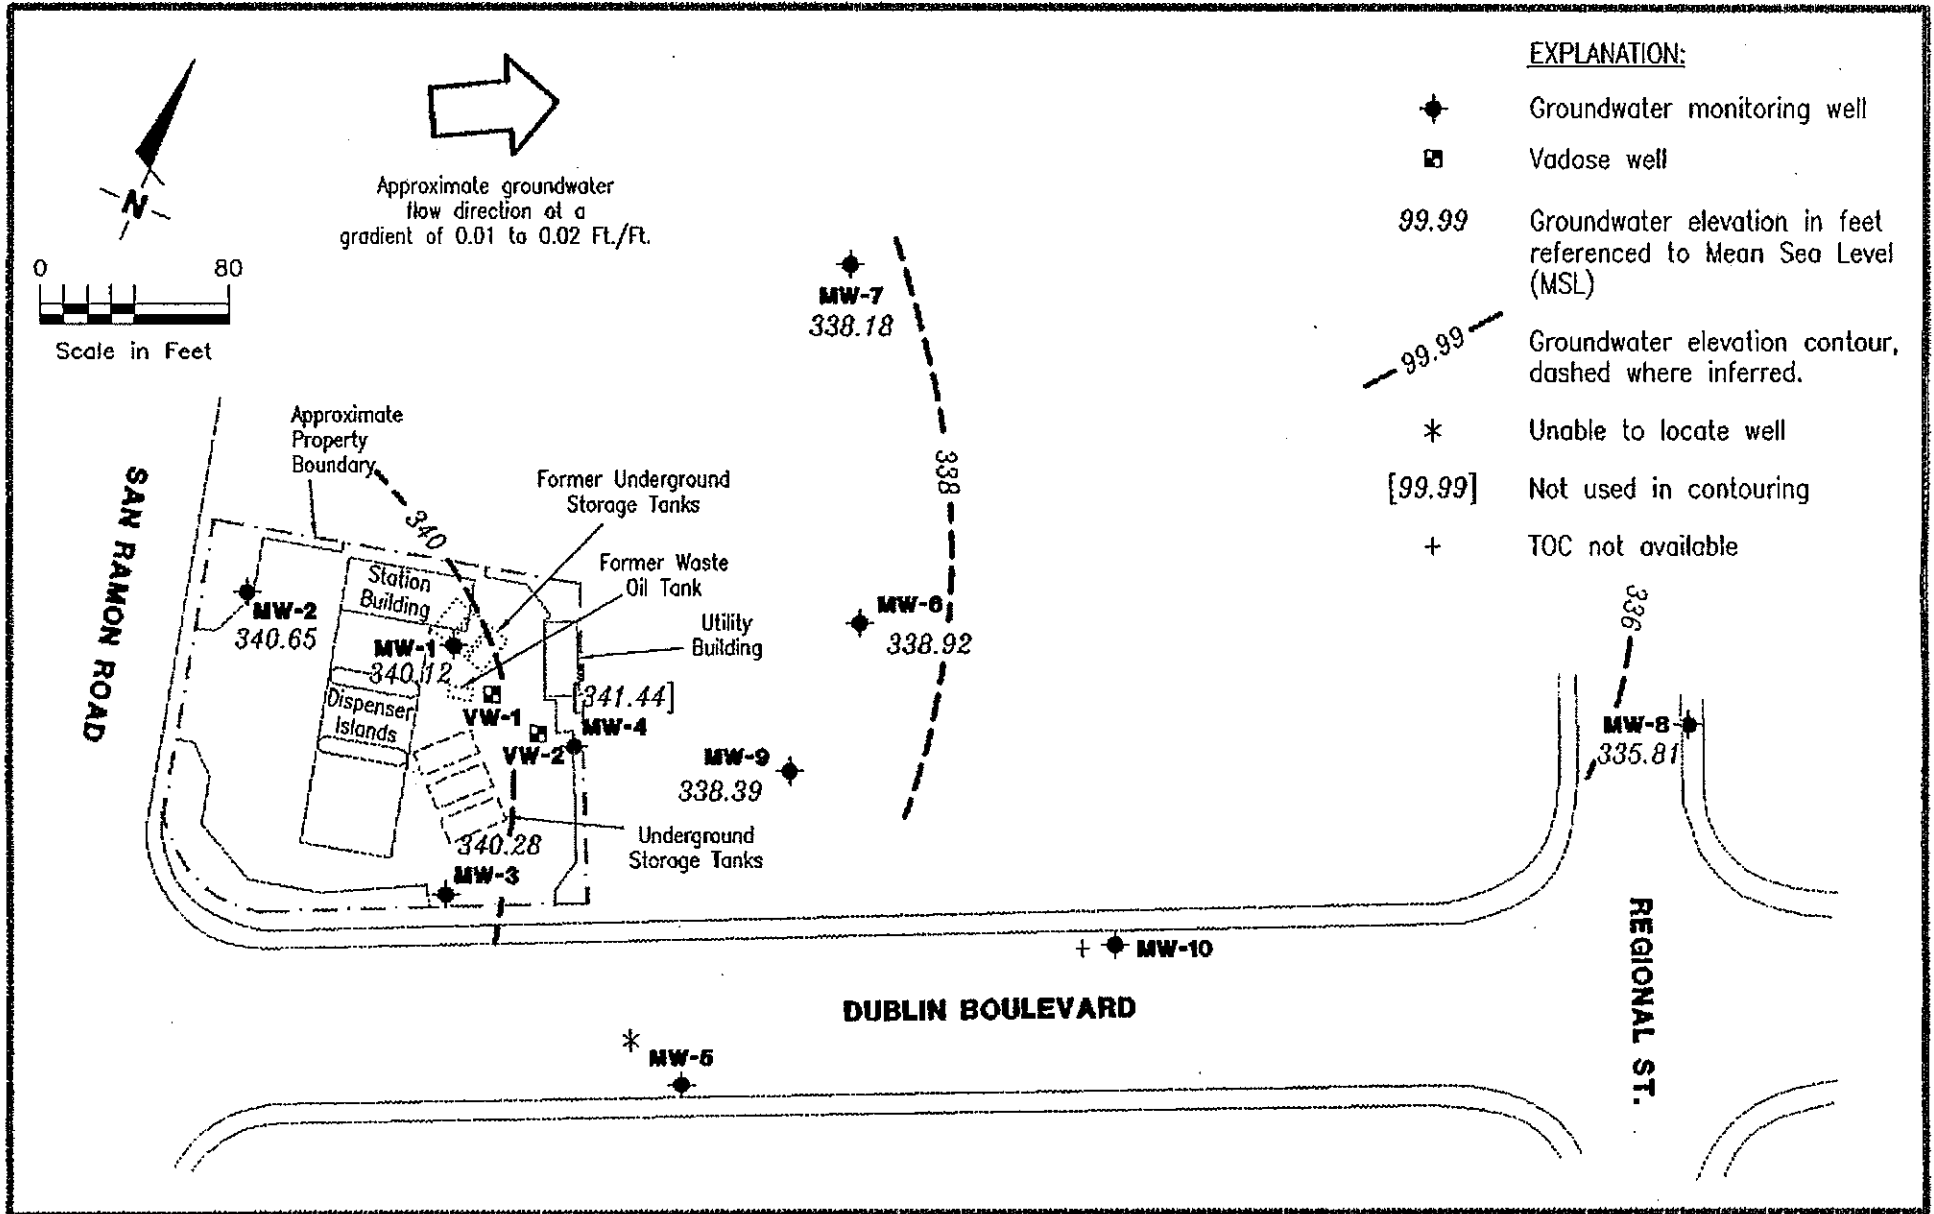 EXPLANATION:
Groundwater monitoring well
Vadose well
99.99
Groundwater elevation in feet
referenced to Mean Sea Level
(MSL)
99.99
Groundwater elevation contour,
dashed where inferred.
*
Unable to locate well
[99.99]
Not used in contouring
+
TOC not available
N
0
80
Scale in Feet
Approximate groundwater
flow direction at a
gradient of 0.01 to 0.02 Ft./Ft.
MW-7
338.18
Approximate
Property
Boundary
340
Former Underground
Storage Tanks
Former Waste
Oil Tank
Utility
Building
338
336
SAN RAMON ROAD
Station
Building
MW-2
340.65
MW-1
340.12
Dispenser
Islands
VW-1
VW-2
341.44]
MW-4
MW-6
338.92
MW-9
338.39
MW-8
335.81
Underground
Storage Tanks
340.28
MW-3
+
MW-10
DUBLIN BOULEVARD
*
MW-5
REGIONAL ST.